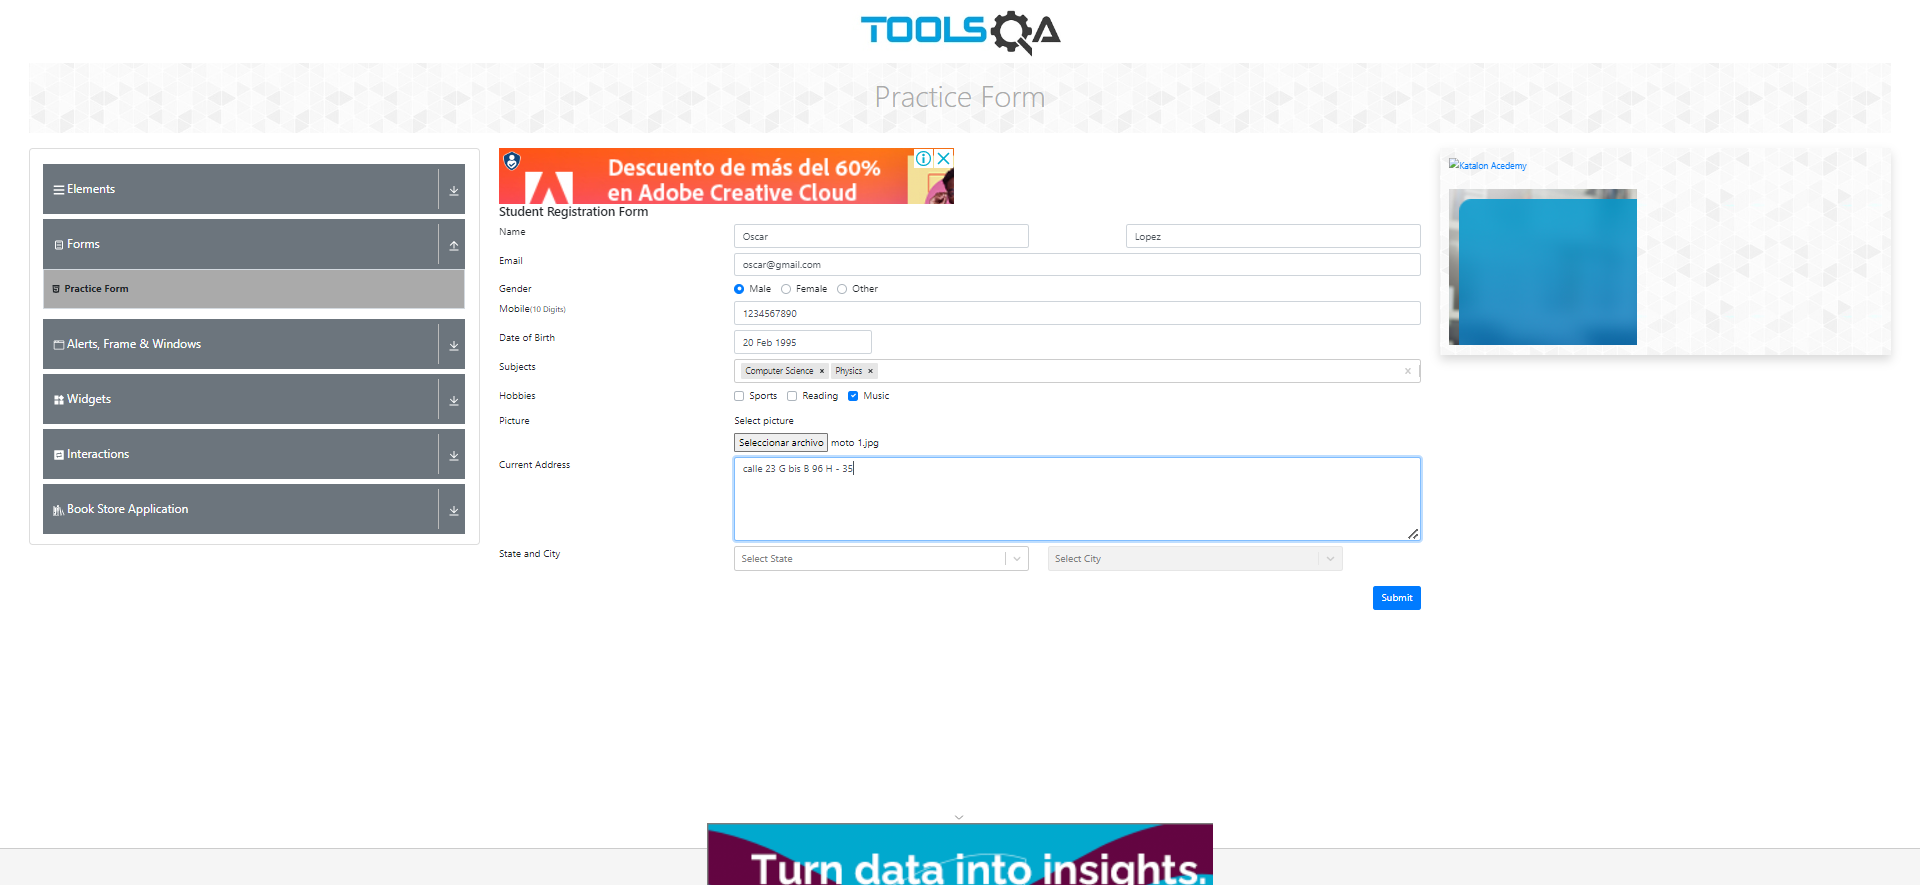 TOOLSQA
Practice Form
Elements
Forms
Practice Form
Alerts, Frame & Windows
Widgets
Interactions
Book Store Application
Descuento de más del 60%
en Adobe Creative Cloud
Student Registration Form
Name
Oscar
Lopez
Email
oscar@gmail.com
Gender
Male
Female
Other
Mobile(10 Digits)
1234567890
Date of Birth
20 Feb 1995
Subjects
Computer Science ×
Physics ×
×
Hobbies
Sports
Reading
Music
Picture
Select picture
Seleccionar archivo moto 1.jpg
Current Address
calle 23 G bis B 96 H - 35
State and City
Select State
Select City
Submit
Katalon Acedemy
Turn data into insights.